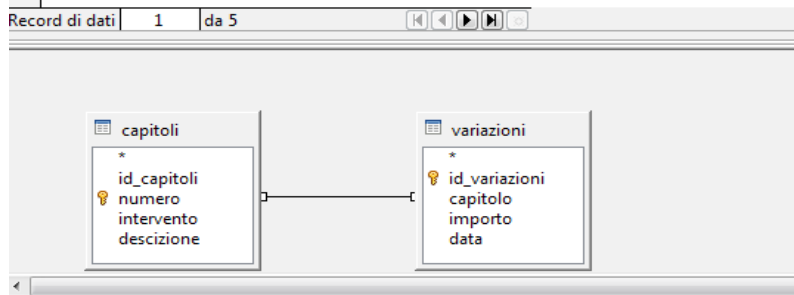 Record di dati 1 da 5
capitoli
*
id_capitoli
numero
intervento
descizione
variazioni
*
id_variazioni
capitolo
importo
data